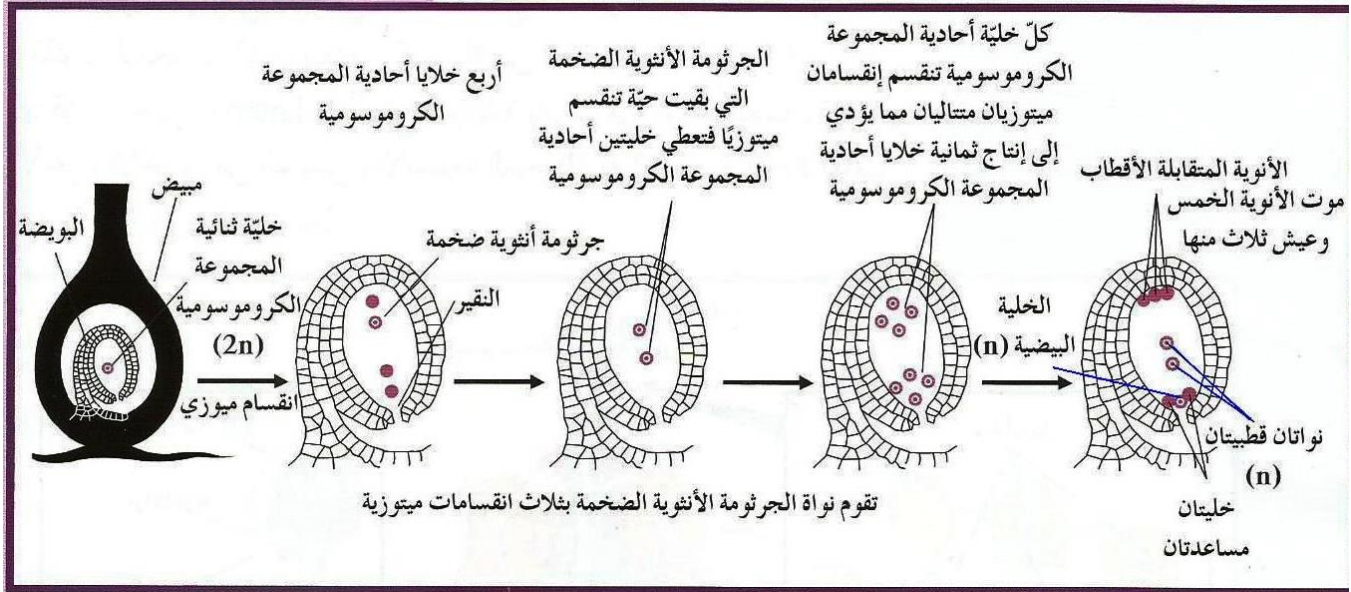 مبيض
البويضة
خليّة ثنائية
المجموعة
الكروموسومية
(2n)
انقسام ميوزي
أربع خلايا أحادية المجموعة
الكروموسومية
جرثومة أنثوية ضخمة
النقير
الجرثومة الأنثوية الضخمة
التي بقيت حيّة تنقسم
ميتوزيًا فتعطي خليتين أحادية
المجموعة الكروموسومية
كلّ خليّة أحادية المجموعة
الكروموسومية تنقسم إنقسامان
ميتوزيان متتاليان مما يؤدي
إلى إنتاج ثمانية خلايا أحادية
المجموعة الكروموسومية
الأنوية المتقابلة الأقطاب
موت الأنوية الخمس
وعيش ثلاث منها
الخلية
البيضية (n)
نواتان قطبيتان
(n)
خليتان
مساعدتان
تقوم نواة الجرثومة الأنثوية الضخمة بثلاث انقسامات ميتوزية